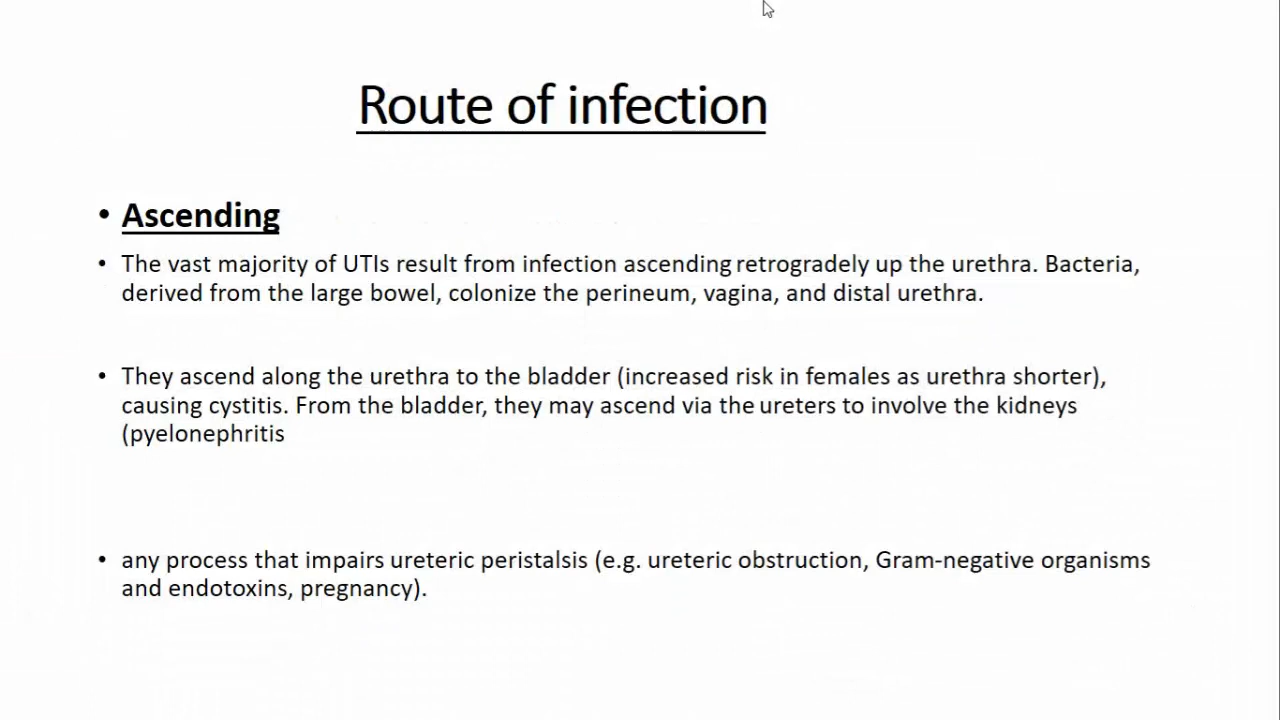 Route of infection
• Ascending
• The vast majority of UTIs result from infection ascending retrogradely up the urethra. Bacteria,
derived from the large bowel, colonize the perineum, vagina, and distal urethra.
• They ascend along the urethra to the bladder (increased risk in females as urethra shorter),
causing cystitis. From the bladder, they may ascend via the ureters to involve the kidneys
(pyelonephritis
• any process that impairs ureteric peristalsis (e.g. ureteric obstruction, Gram-negative organisms
and endotoxins, pregnancy).